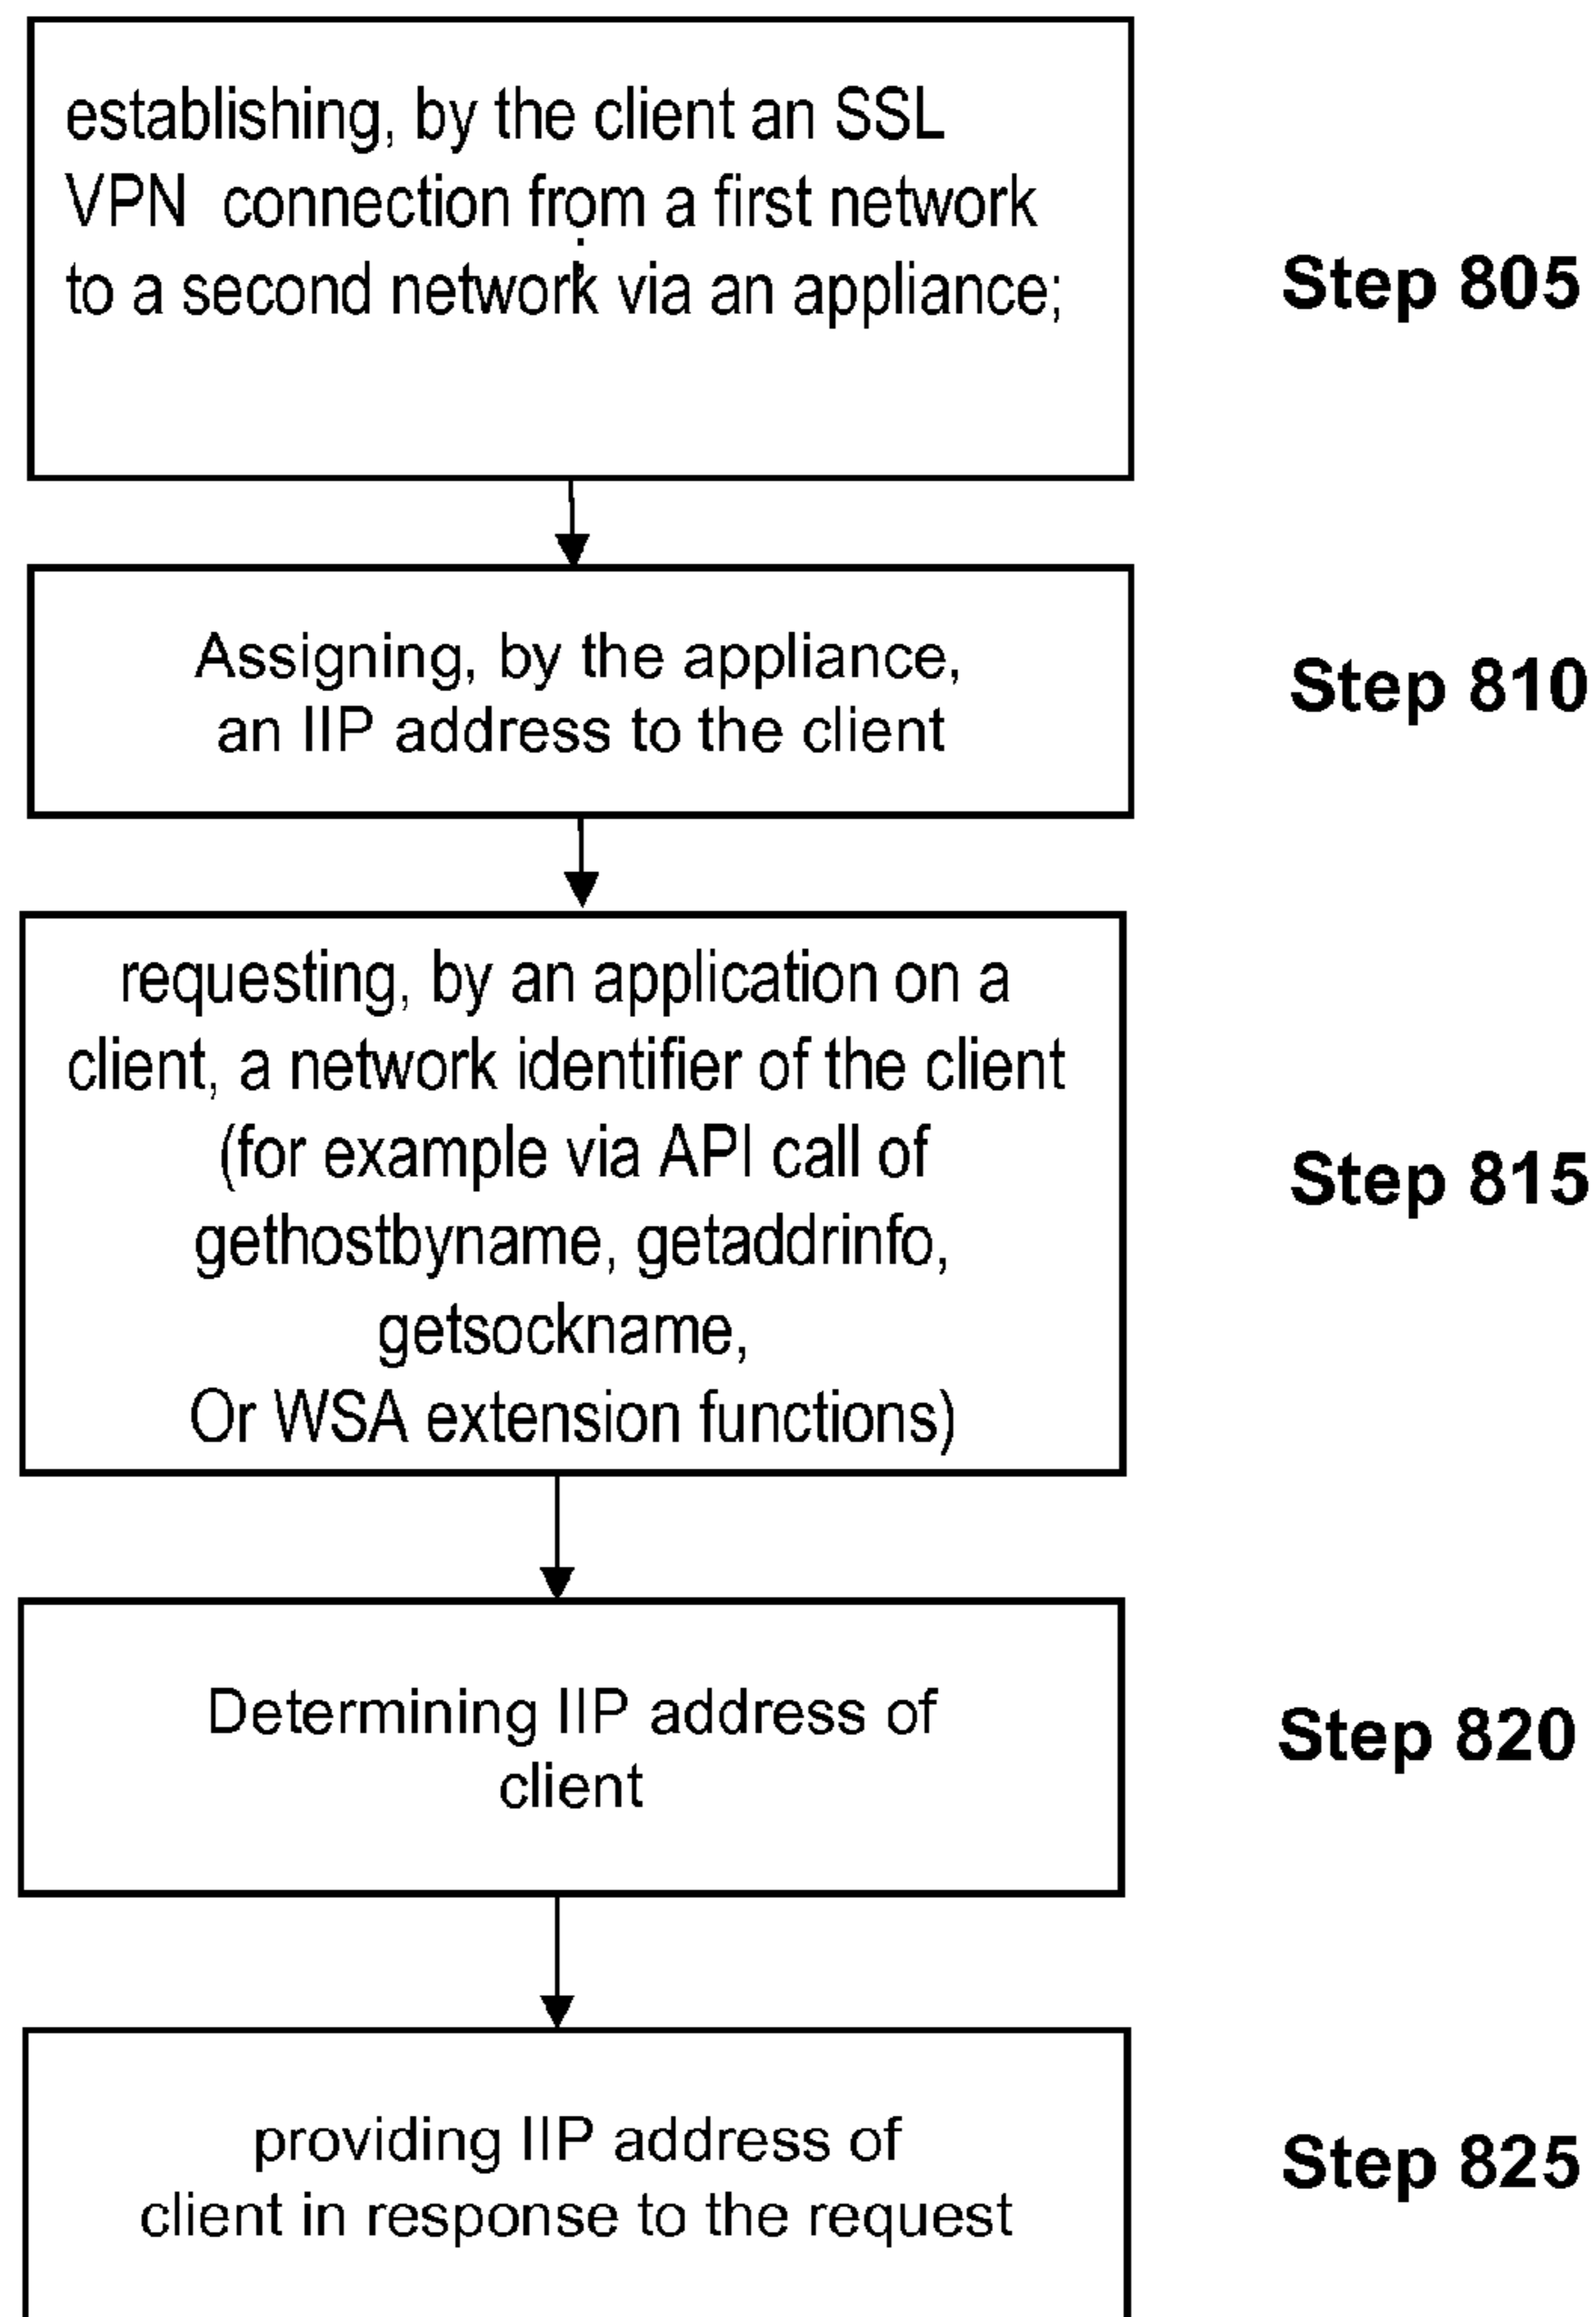 establishing, by the client an SSL
VPN connection from a first network
to a second network via an appliance;
Step 805
Assigning, by the appliance,
an IIP address to the client
Step 810
requesting, by an application on a
client, a network identifier of the client
(for example via API call of
gethostbyname, getaddrinfo,
getsockname,
Or WSA extension functions)
Step 815
Determining IIP address of
client
Step 820
providing IIP address of
client in response to the request
Step 825